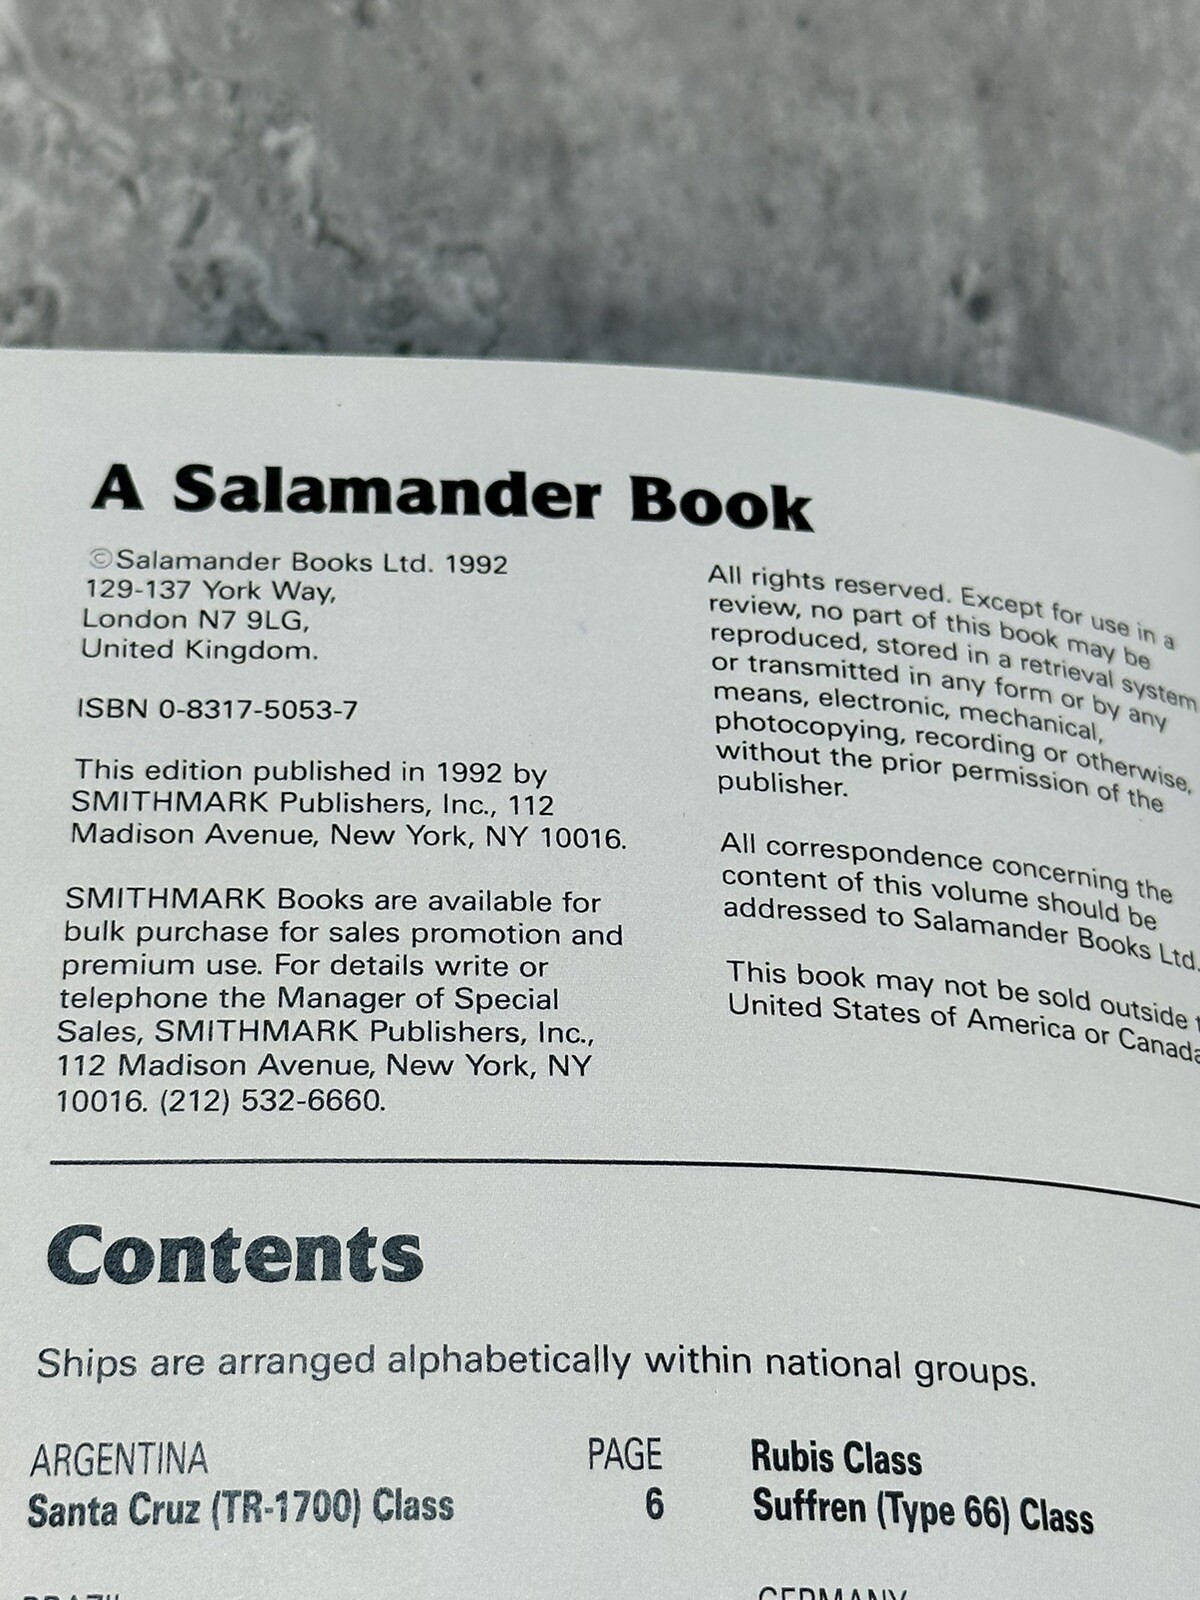 A Salamander Book
©Salamander Books Ltd. 1992
129-137 York Way,
London N7 9LG,
United Kingdom.
ISBN 0-8317-5053-7
This edition published in 1992 by
SMITHMARK Publishers, Inc., 112
Madison Avenue, New York, NY 10016.
SMITHMARK Books are available for
bulk purchase for sales promotion and
premium use. For details write or
telephone the Manager of Special
Sales, SMITHMARK Publishers, Inc.,
112 Madison Avenue, New York, NY
10016. (212) 532-6660.
All rights reserved. Except for use in a
review, no part of this book may be
reproduced, stored in a retrieval system
or transmitted in any form or by any
means, electronic, mechanical,
photocopying, recording or otherwise,
without the prior permission of the
publisher.
All correspondence concerning the
content of this volume should be
addressed to Salamander Books Ltd.
This book may not be sold outside
United States of America or Canada
Contents
Ships are arranged alphabetically within national groups.
ARGENTINA PAGE
Santa Cruz (TR-1700) Class 6
Rubis Class
Suffren (Type 66) Class
GERMANY